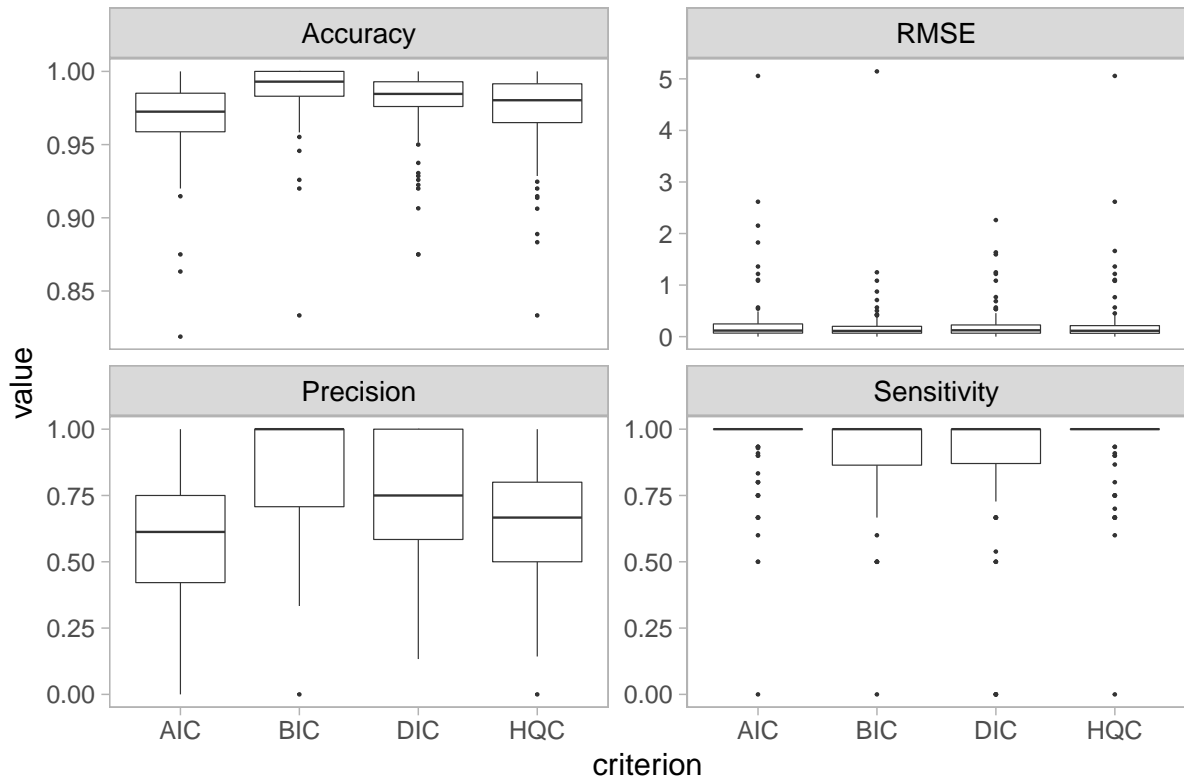 Accuracy
RMSE
1.00
0.95
0.90
0.85
5
4
3
2
1
0
value
Precision
Sensitivity
1.00
0.75
0.50
0.25
0.00
1.00
0.75
0.50
0.25
0.00
AIC BIC DIC HQC
AIC BIC DIC HQC
criterion